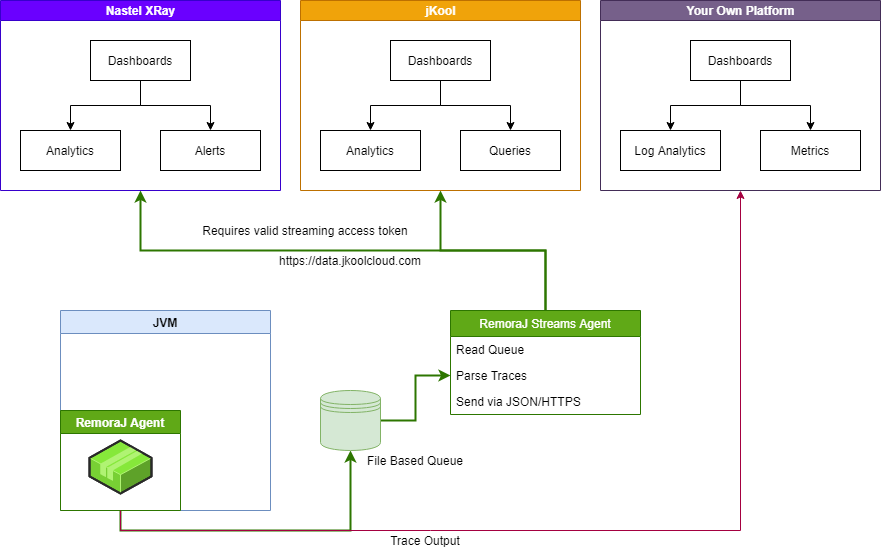 Nastel XRay
jKool
Your Own Platform
Dashboards
Dashboards
Dashboards
Analytics
Alerts
Analytics
Queries
Log Analytics
Metrics
Requires valid streaming access token
https://data.jkoolcloud.com
JVM
RemoraJ Streams Agent
Read Queue
Parse Traces
Send via JSON/HTTPS
RemoraJ Agent
File Based Queue
Trace Output